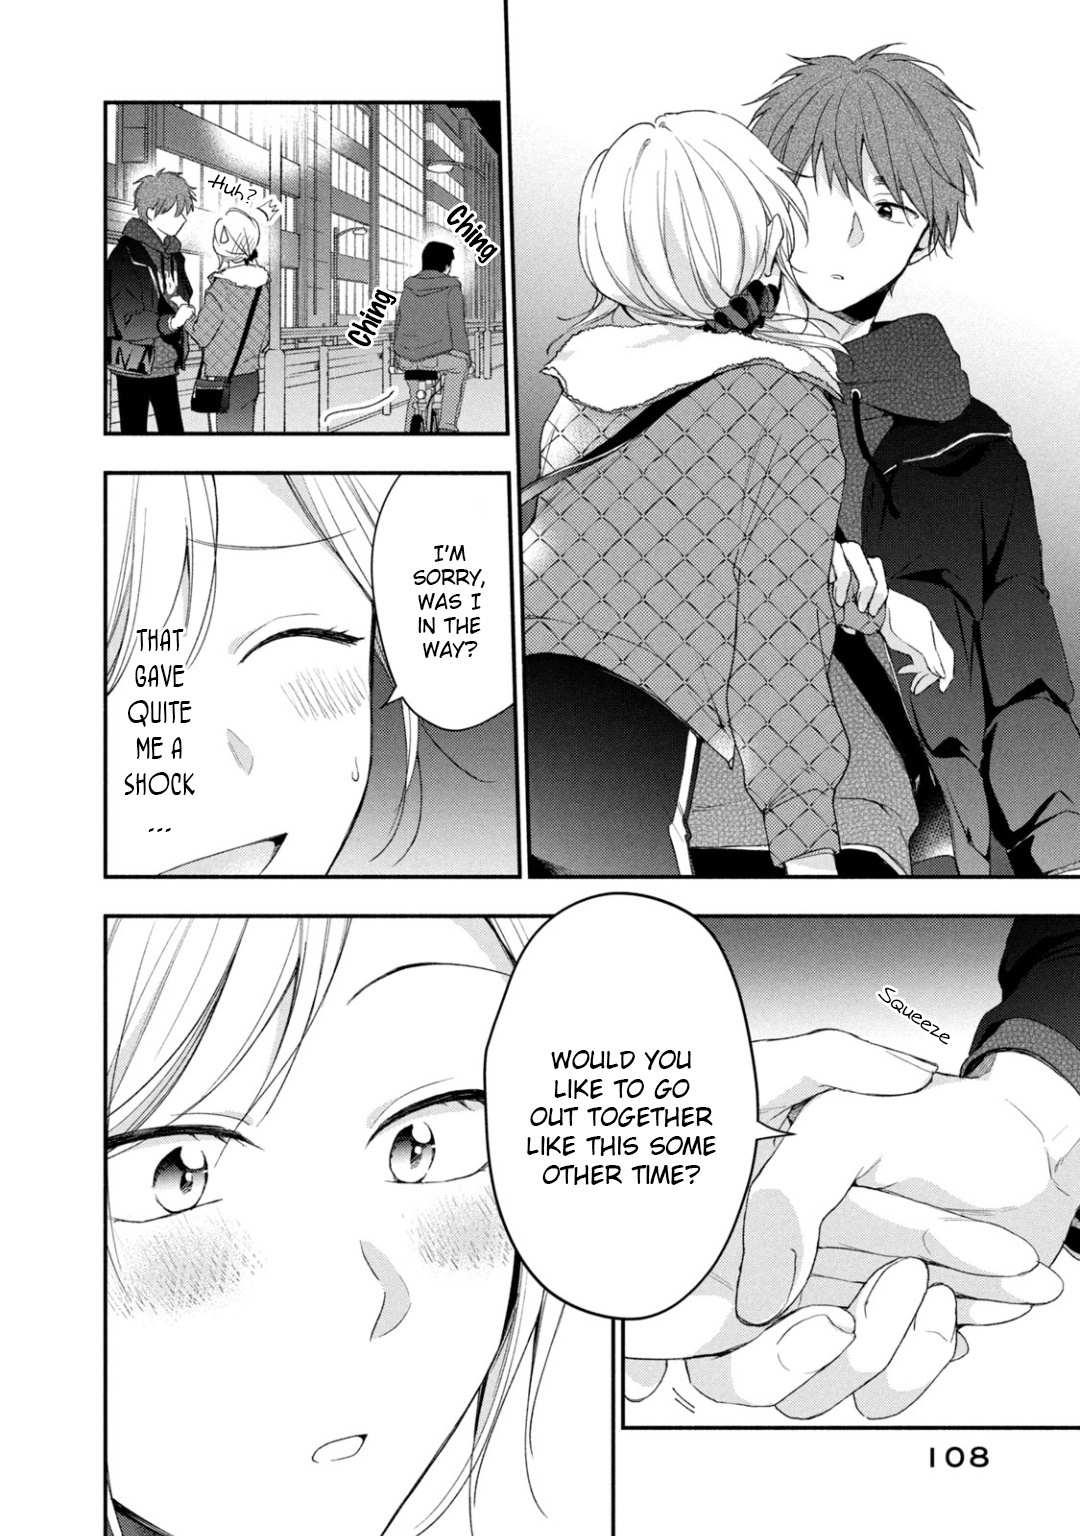 Huh?
Ching
Ching
I'M
SORRY,
WAS I
IN THE
WAY?
THAT
GAVE
QUITE
ME A
SHOCK
...
Squeeze
WOULD YOU
LIKE TO GO
OUT TOGETHER
LIKE THIS SOME
OTHER TIME?
108